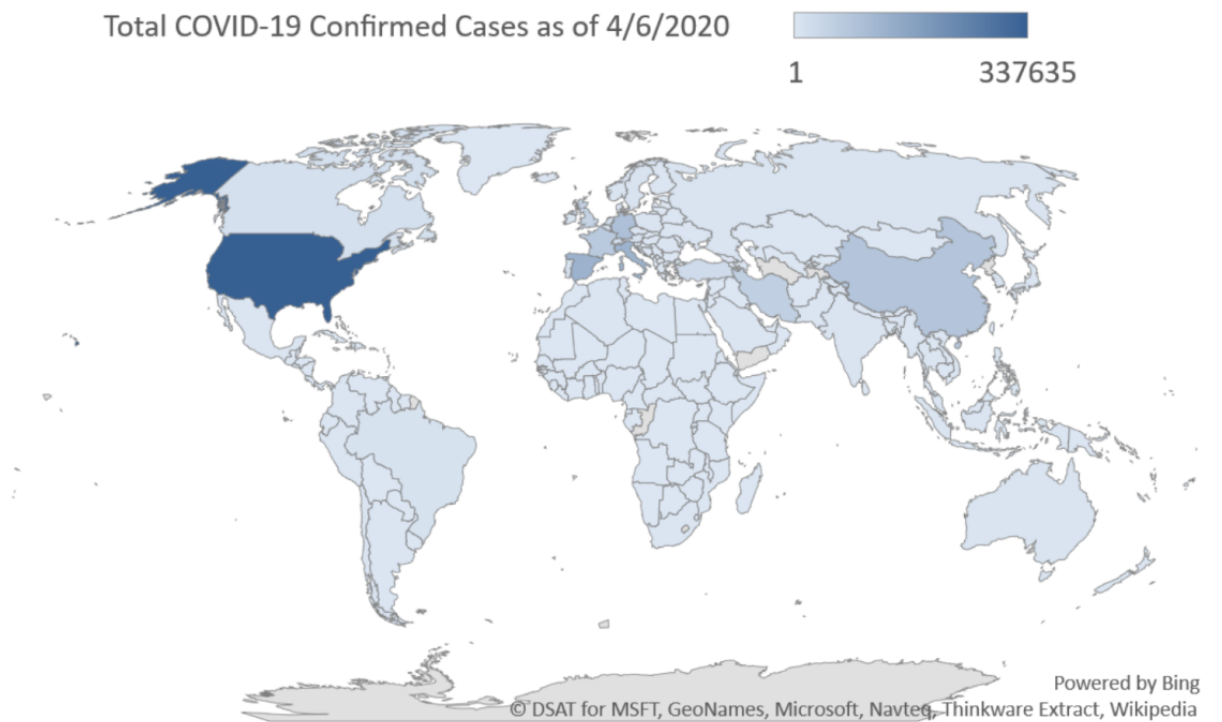 Total COVID-19 Confirmed Cases as of 4/6/2020
1 337635
Powered by Bing
© DSAT for MSFT, GeoNames, Microsoft, Navteq, Thinkware Extract, Wikipedia